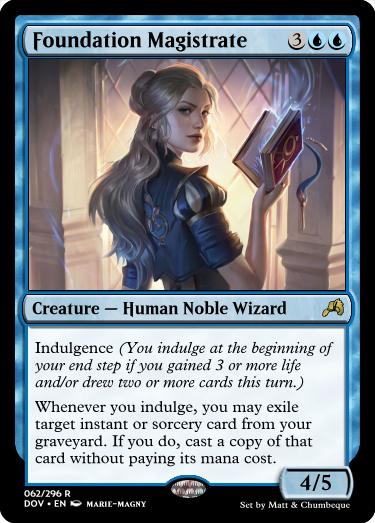 Foundation Magistrate 3
Creature — Human Noble Wizard
Indulgence (You indulge at the beginning of
your end step if you gained 3 or more life
and/or drew two or more cards this turn.)
Whenever you indulge, you may exile
target instant or sorcery card from your
graveyard. If you do, cast a copy of that
card without paying its mana cost.
4/5
062/296 R
DOV • EN MARIE-MAGNY
Set by Matt & Chumbeque